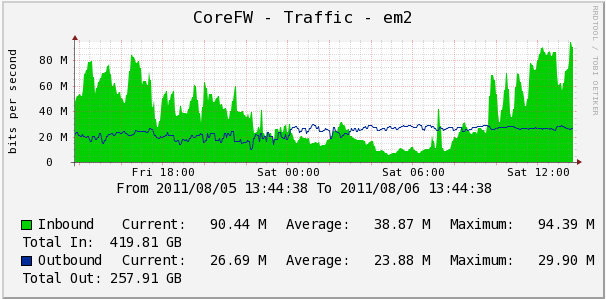 CoreFW - Traffic - em2
RRDTOOL / TOBI OETIKER
bits per second
80 M
60 M
40 M
20 M
0
Fri 18:00 Sat 00:00 Sat 06:00 Sat 12:00
From 2011/08/05 13:44:38 To 2011/08/06 13:44:38
Inbound Current: 90.44 M Average: 38.87 M Maximum: 94.39 M
Total In: 419.81 GB
Outbound Current: 26.69 M Average: 23.88 M Maximum: 29.90 M
Total Out: 257.91 GB